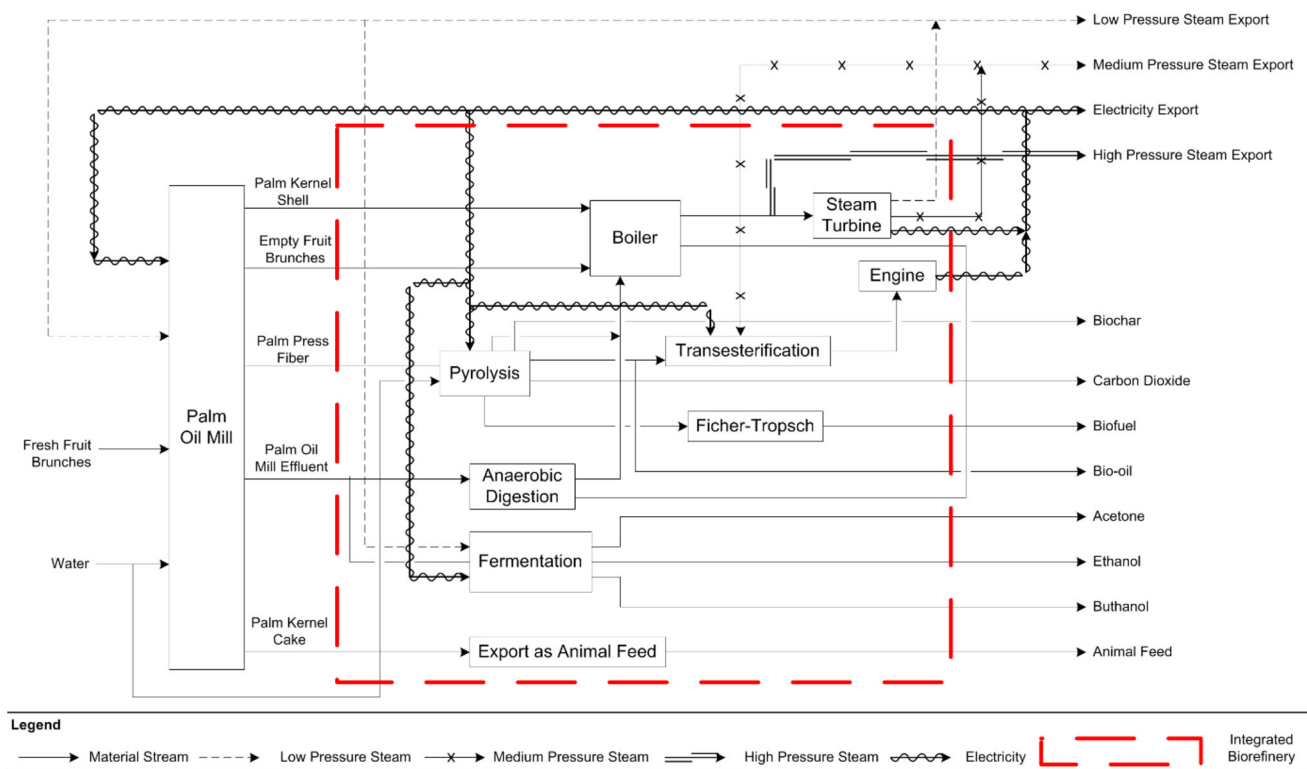 Low Pressure Steam Export
Medium Pressure Steam Export
Electricity Export
High Pressure Steam Export
Palm Kernel
Shell
Empty Fruit
Brunches
Boiler
Steam
Turbine
Engine
Palm Press
Fiber
Pyrolysis
Transesterification
Biochar
Carbon Dioxide
Palm
Oil Mill
Ficher-Tropsch
Biofuel
Fresh Fruit
Brunches
Palm Oil
Mill Effluent
Anaerobic
Digestion
Bio-oil
Acetone
Water
Fermentation
Ethanol
Buthanol
Palm Kernel
Cake
Export as Animal Feed
Animal Feed
Legend
Material Stream
Low Pressure Steam
Medium Pressure Steam
High Pressure Steam
Electricity
Integrated
Biorefinery